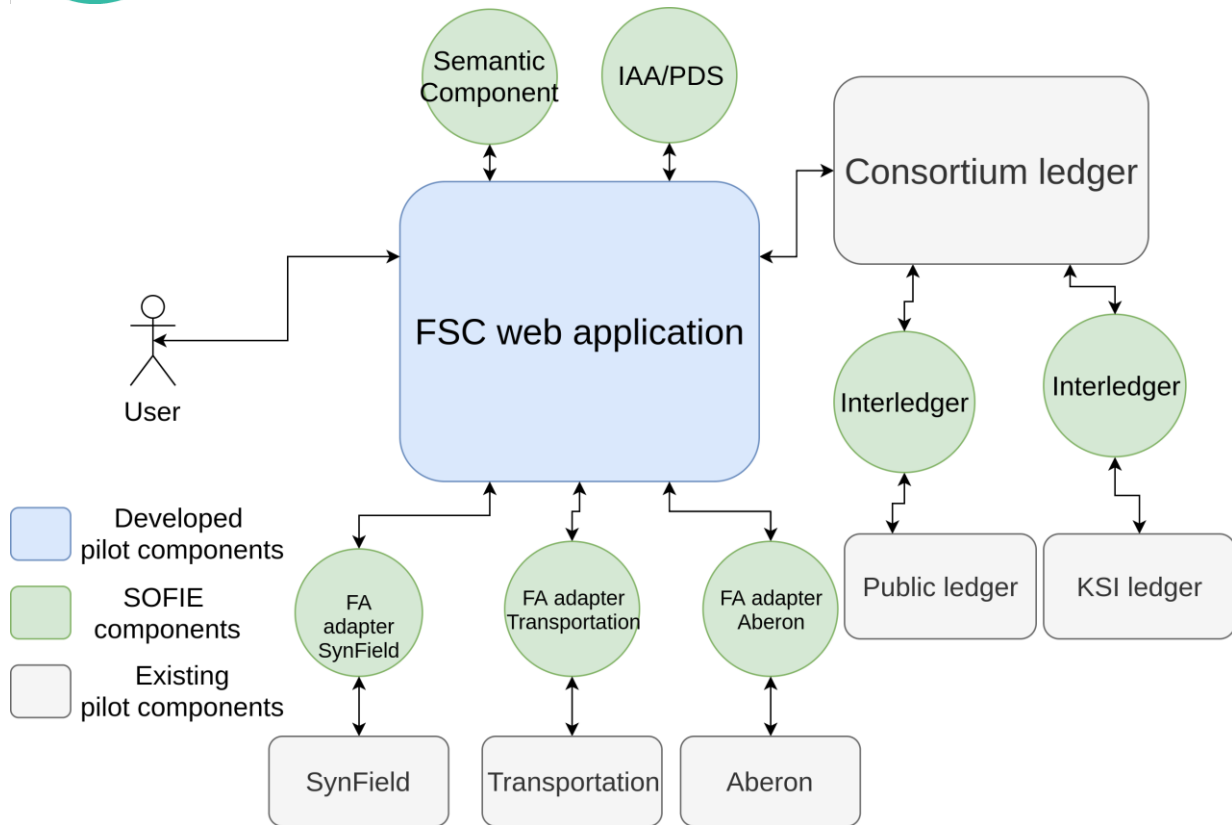 Semantic
Component
IAA/PDS
Consortium ledger
FSC web application
User
Interledger
Interledger
Developed
pilot components
SOFIE
components
Existing
pilot components
FA
adapter
SynField
FA adapter
Transportation
FA adapter
Aberon
Public ledger
KSI ledger
SynField
Transportation
Aberon